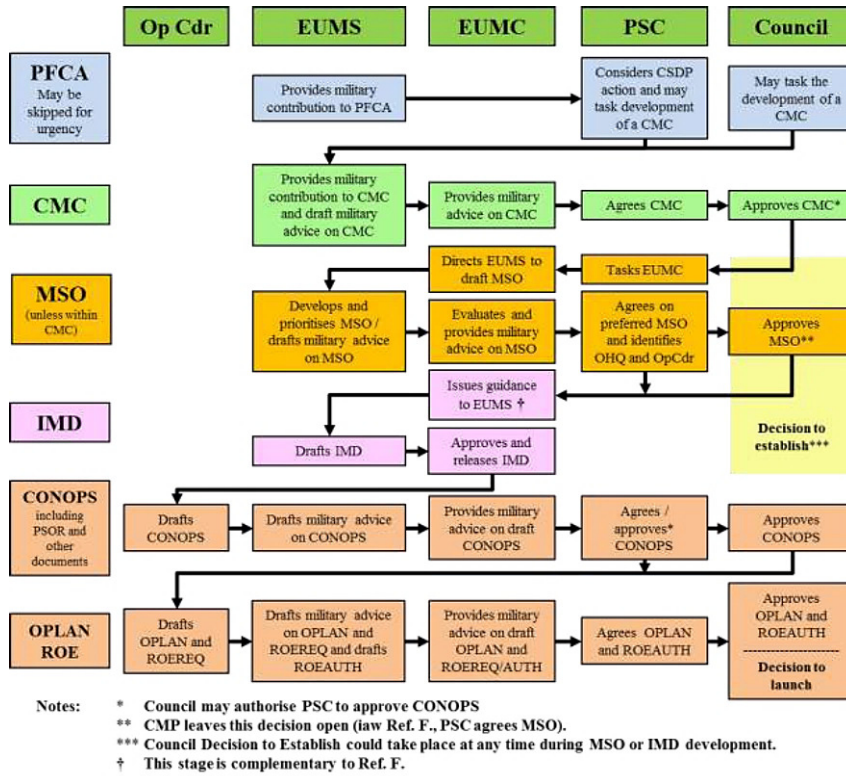 Op Cdr
EUMS
EUMC
PSC
Council
PFCA
May be
skipped for
urgency
Provides military
contribution to PFCA
Considers CSDP
action and may
task development
of a CMC
May task the
development of a
CMC
CMC
Provides military
contribution to CMC
and draft military
advice on CMC
Provides military
advice on CMC
Agrees CMC
Approves CMC*
MSO
(unless within
CMC)
Directs EUMS to
draft MSO
Tasks EUMC
Develops and
prioritises MSO /
drafts military advice
on MSO
Evaluates and
provides military
advice on MSO
Agrees on
preferred MSO
and identifies
OHQ and OpCdr
Approves
MSO**
IMD
Issues guidance
to EUMS †
Drafts IMD
Approves and
releases IMD
Decision to
establish***
CONOPS
including
PSOR and
other
documents
Drafts
CONOPS
Drafts military advice
on CONOPS
Provides military
advice on draft
CONOPS
Agrees /
approves*
CONOPS
Approves
CONOPS
OPLAN
ROE
Drafts
OPLAN and
ROEREQ
Drafts military advice
on OPLAN and
ROEREQ and drafts
ROEAUTH
Provides military
advice on draft
OPLAN and
ROEREQ/AUTH
Agrees OPLAN
and ROEAUTH
Approves
OPLAN and
ROEAUTH
Decision to
launch
Notes: * Council may authorise PSC to approve CONOPS
** CMP leaves this decision open (iaw Ref. F., PSC agrees MSO).
*** Council Decision to Establish could take place at any time during MSO or IMD development.
† This stage is complementary to Ref. F.